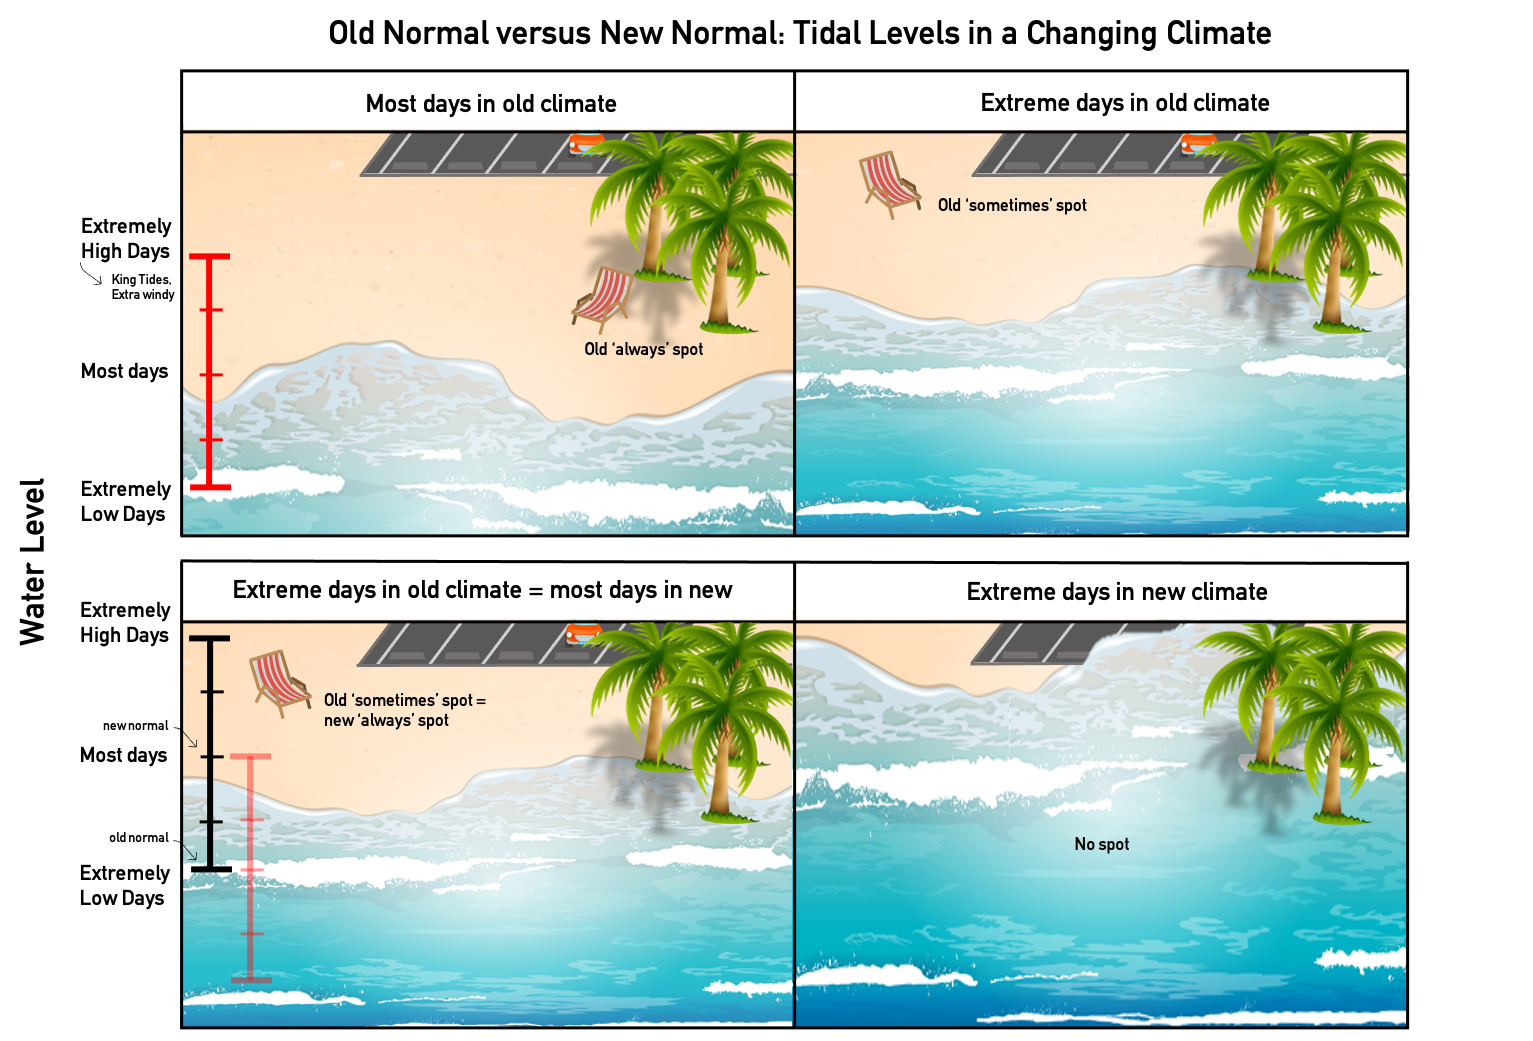 Old Normal versus New Normal: Tidal Levels in a Changing Climate
Most days in old climate
Extreme days in old climate
Water Level
Extremely
High Days
King Tides,
Extra windy
Most days
Extremely
Low Days
Old ‘always’ spot
Old ‘sometimes’ spot
Extreme days in old climate = most days in new
Extreme days in new climate
Extremely
High Days
new normal
Most days
old normal
Extremely
Low Days
Old ‘sometimes’ spot =
new ‘always’ spot
No spot